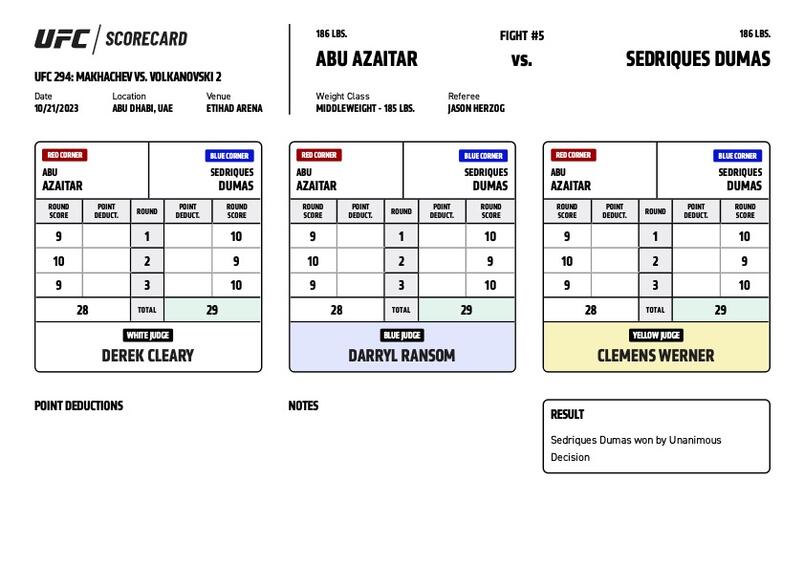 UFC / SCORECARD
UFC 294: MAKHACHEV VS. VOLKANOVSKI 2
Date Location Venue
10/21/2023 ABU DHABI, UAE ETIHAD ARENA
186 LBS. FIGHT #5 186 LBS.
ABU AZAITAR VS. SEDRIQUES DUMAS
Weight Class Referee
MIDDLEWEIGHT - 185 LBS. JASON HERZOG
RED CORNER BLUE CORNER
ABU SEDRIQUES
AZAITAR DUMAS
ROUND POINT ROUND POINT ROUND
SCORE DEDUCT. DEDUCT. SCORE
9 1 10
10 2 9
9 3 10
28 TOTAL 29
WHITE JUDGE
DEREK CLEARY
RED CORNER BLUE CORNER
ABU SEDRIQUES
AZAITAR DUMAS
ROUND POINT ROUND POINT ROUND
SCORE DEDUCT. DEDUCT. SCORE
9 1 10
10 2 9
9 3 10
28 TOTAL 29
BLUE JUDGE
DARRYL RANSOM
RED CORNER BLUE CORNER
ABU SEDRIQUES
AZAITAR DUMAS
ROUND POINT ROUND POINT ROUND
SCORE DEDUCT. DEDUCT. SCORE
9 1 10
10 2 9
9 3 10
28 TOTAL 29
YELLOW JUDGE
CLEMENS WERNER
POINT DEDUCTIONS
NOTES
RESULT
Sedriques Dumas won by Unanimous
Decision